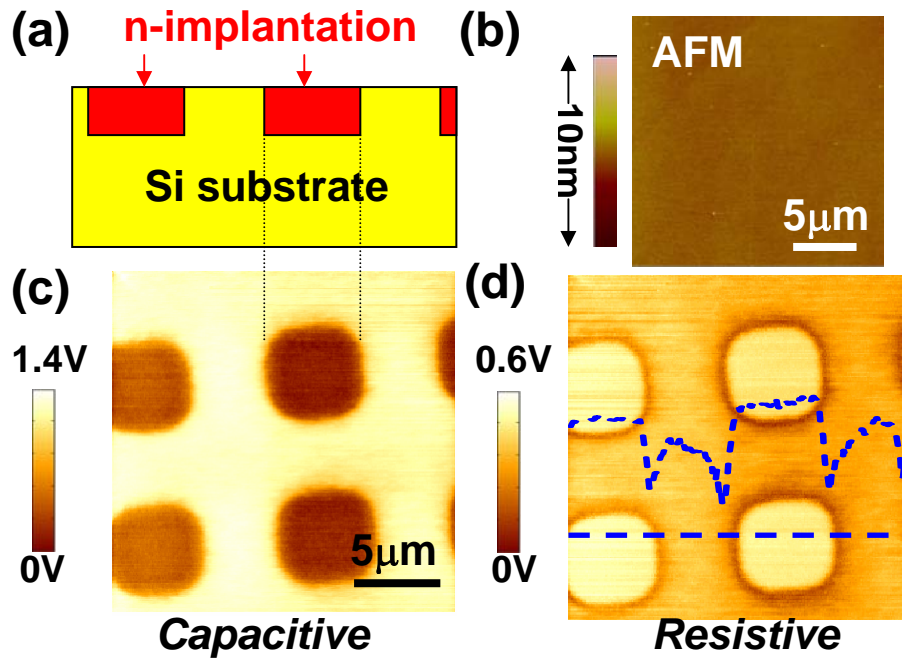 (a)
n-implantation
Si substrate
(b)
AFM
10nm
5μm
(c)
1.4V
0V
5μm
Capacitive
(d)
0.6V
0V
Resistive